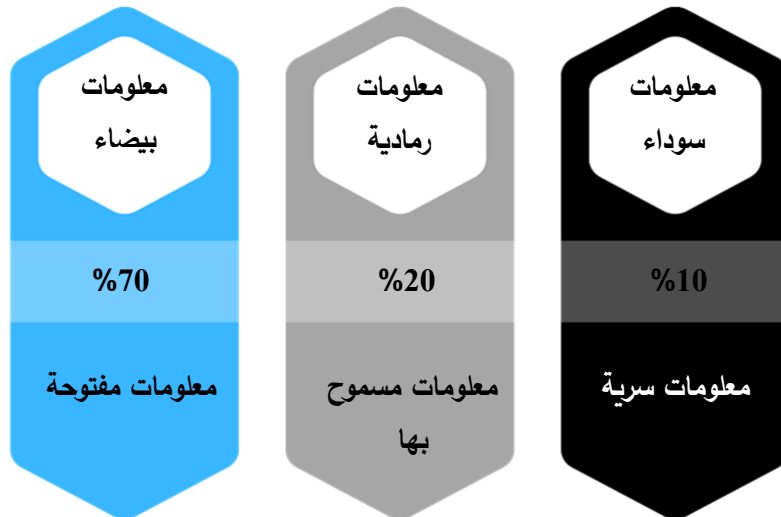 معلومات
سوداء
%10
معلومات سرية
معلومات
رمادية
%20
معلومات مسموح
بها
معلومات
بيضاء
%70
معلومات مفتوحة